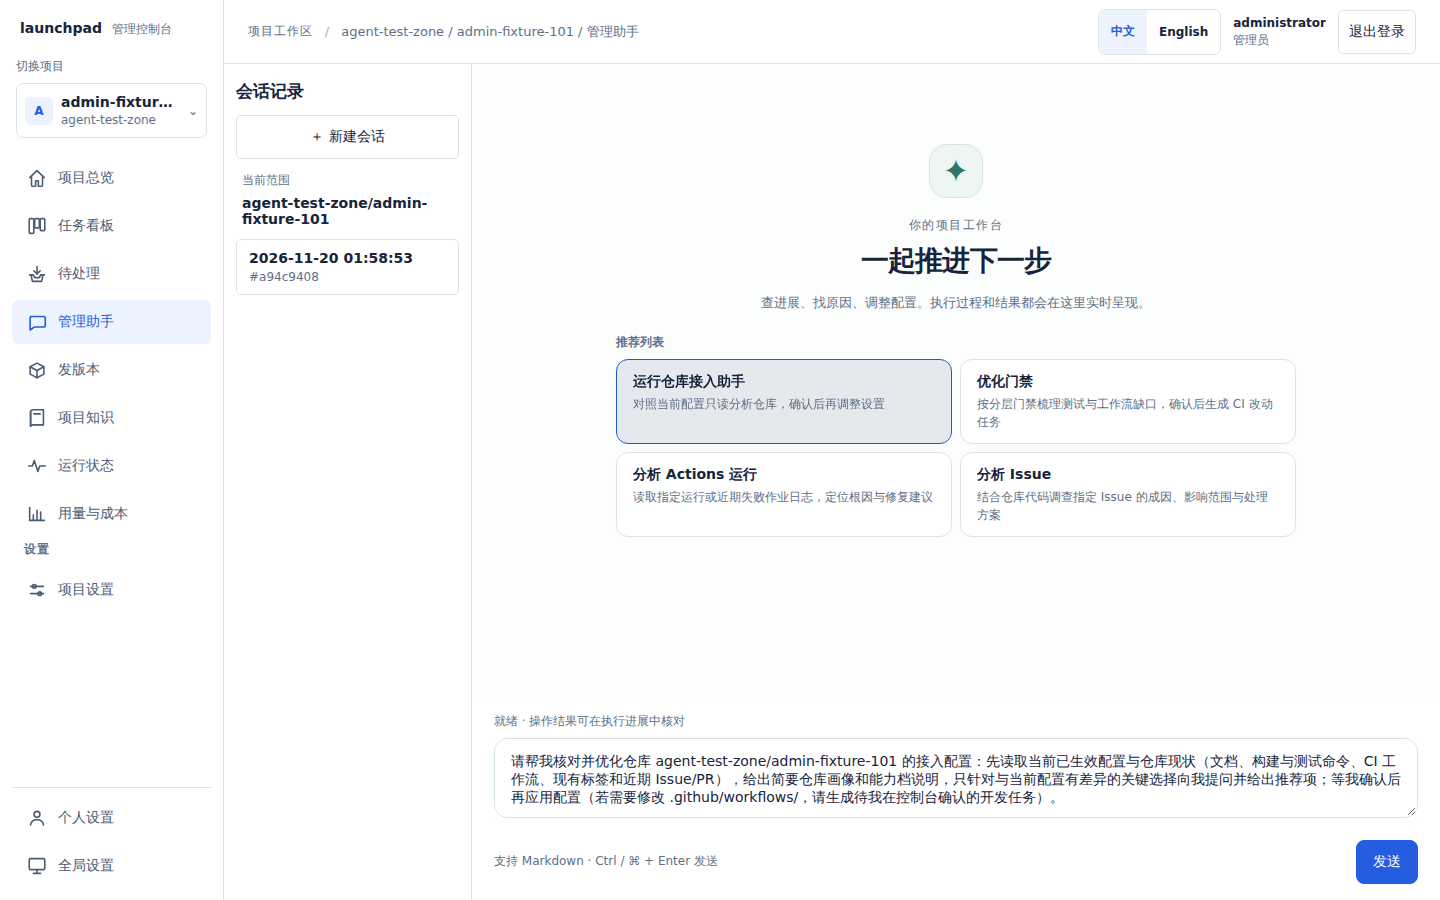 launchpad 管理控制台
切换项目
A
admin-fixtur...
agent-test-zone
项目总览
任务看板
待处理
管理助手
发版本
项目知识
运行状态
用量与成本
设置
项目设置
个人设置
全局设置
项目工作区 / agent-test-zone / admin-fixture-101 / 管理助手
中文 English
administrator
管理员
退出登录
会话记录
+ 新建会话
当前范围
agent-test-zone/admin-
fixture-101
2026-11-20 01:58:53
#a94c9408
你的项目工作台
一起推进下一步
查进展、找原因、调整配置。执行过程和结果都会在这里实时呈现。
推荐列表
运行仓库接入助手
对照当前配置只读分析仓库，确认后再调整设置
优化门禁
按分层门禁梳理测试与工作流缺口，确认后生成 CI 改动
任务
分析 Actions 运行
读取指定运行或近期失败作业日志，定位根因与修复建议
分析 Issue
结合仓库代码调查指定 Issue 的成因、影响范围与处理
方案
就绪 · 操作结果可在执行进展中核对
请帮我核对并优化仓库 agent-test-zone/admin-fixture-101 的接入配置：先读取当前已生效配置与仓库现状（文档、构建与测试命令、CI 工
作流、现有标签和近期 Issue/PR），给出简要仓库画像和能力档说明，只针对与当前配置有差异的关键选择向我提问并给出推荐项；等我确认后
再应用配置（若需要修改 .github/workflows/，请生成待我在控制台确认的开发任务）。
支持 Markdown · Ctrl / ⌘ + Enter 发送
发送